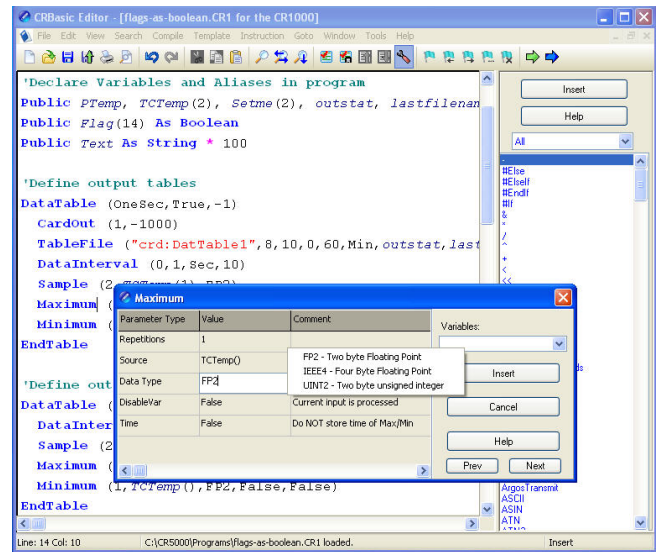 CRBasic Editor - [flags-as-boolean.CR1 for the CR1000]
File Edit View Search Compile Template Instruction Goto Window Tools Help
'Declare Variables and Aliases in program
Public PTemp, TCTemp(2), Setme(2), outstat, lastfilenam
Public Flag(14) As Boolean
Public Text As String * 100
'Define output tables
DataTable (OneSec,True,-1)
CardOut (1,-1000)
TableFile ("crd:DatTable1",8,10,0,60,Min,outstat,last
DataInterval (0,1,Sec,10)
Sample (2,TCTemp(1),FP2)
Maximum (
Minimum (
EndTable
'Define out
DataTable (
DataInter
Sample (2
Maximum (
Minimum (1,TCTemp(),FP2,False,False)
EndTable
Insert
Help
All
-
#Else
#ElseIf
#EndIf
#If
&
*
/
^
+
<
<<
ds
ArgosTransmit
ASCII
ASIN
ATN
Maximum
Parameter Type Value Comment
Repetitions 1
Source TCTemp()
Data Type FP2
DisableVar False Current input is processed
Time False Do NOT store time of Max/Min
FP2 - Two byte Floating Point
IEEE4 - Four Byte Floating Point
UINT2 - Two byte unsigned integer
Variables:
Insert
Cancel
Help
Prev Next
Line: 14 Col: 10 C:\CR5000\Programs\flags-as-boolean.CR1 loaded. Insert